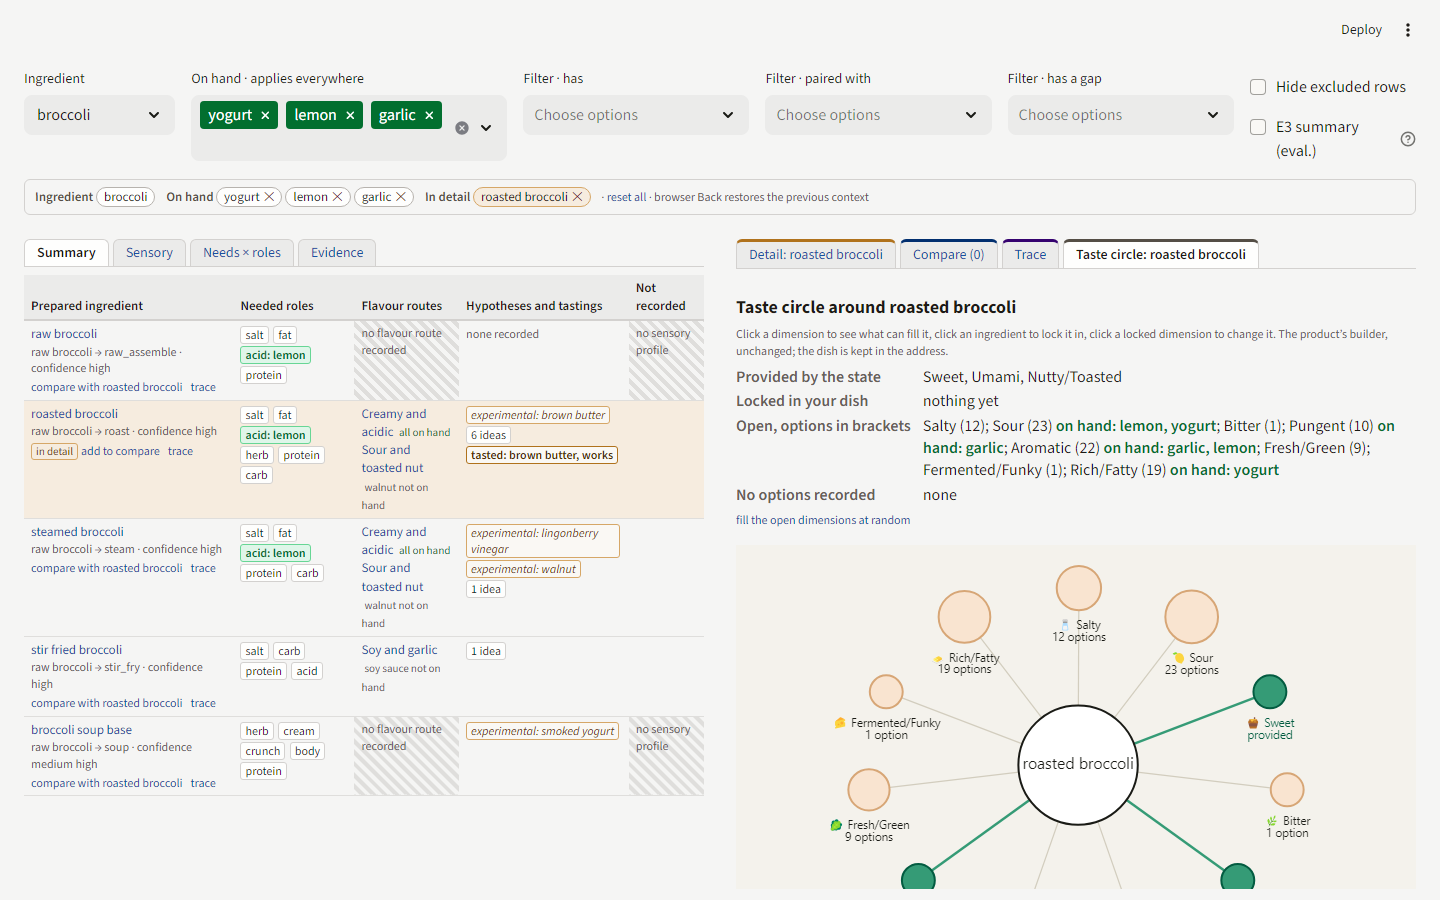 Deploy
Ingredient
On hand · applies everywhere
Filter · has
Filter · paired with
Filter · has a gap
broccoli
yogurt ×
lemon ×
garlic ×
Choose options
Choose options
Choose options
Hide excluded rows
E3 summary
(eval.)
Ingredient broccoli On hand yogurt × lemon × garlic × In detail roasted broccoli × · reset all · browser Back restores the previous context
Summary
Sensory
Needs × roles
Evidence
Prepared ingredient
Needed roles
Flavour routes
Hypotheses and tastings
Not
recorded
raw broccoli
raw broccoli → raw_assemble ·
confidence high
compare with roasted broccoli trace
salt fat
acid: lemon
protein
no flavour route
recorded
none recorded
no sensory
profile
roasted broccoli
raw broccoli → roast · confidence high
in detail add to compare trace
salt fat
acid: lemon
herb protein
carb
Creamy and
acidic all on hand
Sour and
toasted nut
walnut not on
hand
experimental: brown butter
6 ideas
tasted: brown butter, works
steamed broccoli
raw broccoli → steam · confidence high
compare with roasted broccoli trace
salt fat
acid: lemon
protein carb
Creamy and
acidic all on hand
Sour and
toasted nut
walnut not on
hand
experimental: lingonberry
vinegar
experimental: walnut
1 idea
stir fried broccoli
raw broccoli → stir_fry · confidence
high
compare with roasted broccoli trace
salt carb
protein acid
Soy and garlic
soy sauce not on
hand
1 idea
broccoli soup base
raw broccoli → soup · confidence
medium high
compare with roasted broccoli trace
herb cream
crunch body
protein
no flavour route
recorded
experimental: smoked yogurt
no sensory
profile
Detail: roasted broccoli
Compare (0)
Trace
Taste circle: roasted broccoli
Taste circle around roasted broccoli
Click a dimension to see what can fill it, click an ingredient to lock it in, click a locked dimension to change it. The product's builder,
unchanged; the dish is kept in the address.
Provided by the state Sweet, Umami, Nutty/Toasted
Locked in your dish nothing yet
Open, options in brackets Salty (12); Sour (23) on hand: lemon, yogurt; Bitter (1); Pungent (10) on
hand: garlic; Aromatic (22) on hand: garlic, lemon; Fresh/Green (9);
Fermented/Funky (1); Rich/Fatty (19) on hand: yogurt
No options recorded none
fill the open dimensions at random
Salty
12 options
Rich/Fatty
19 options
Sour
23 options
Fermented/Funky
1 option
Sweet
provided
roasted broccoli
Fresh/Green
9 options
Bitter
1 option